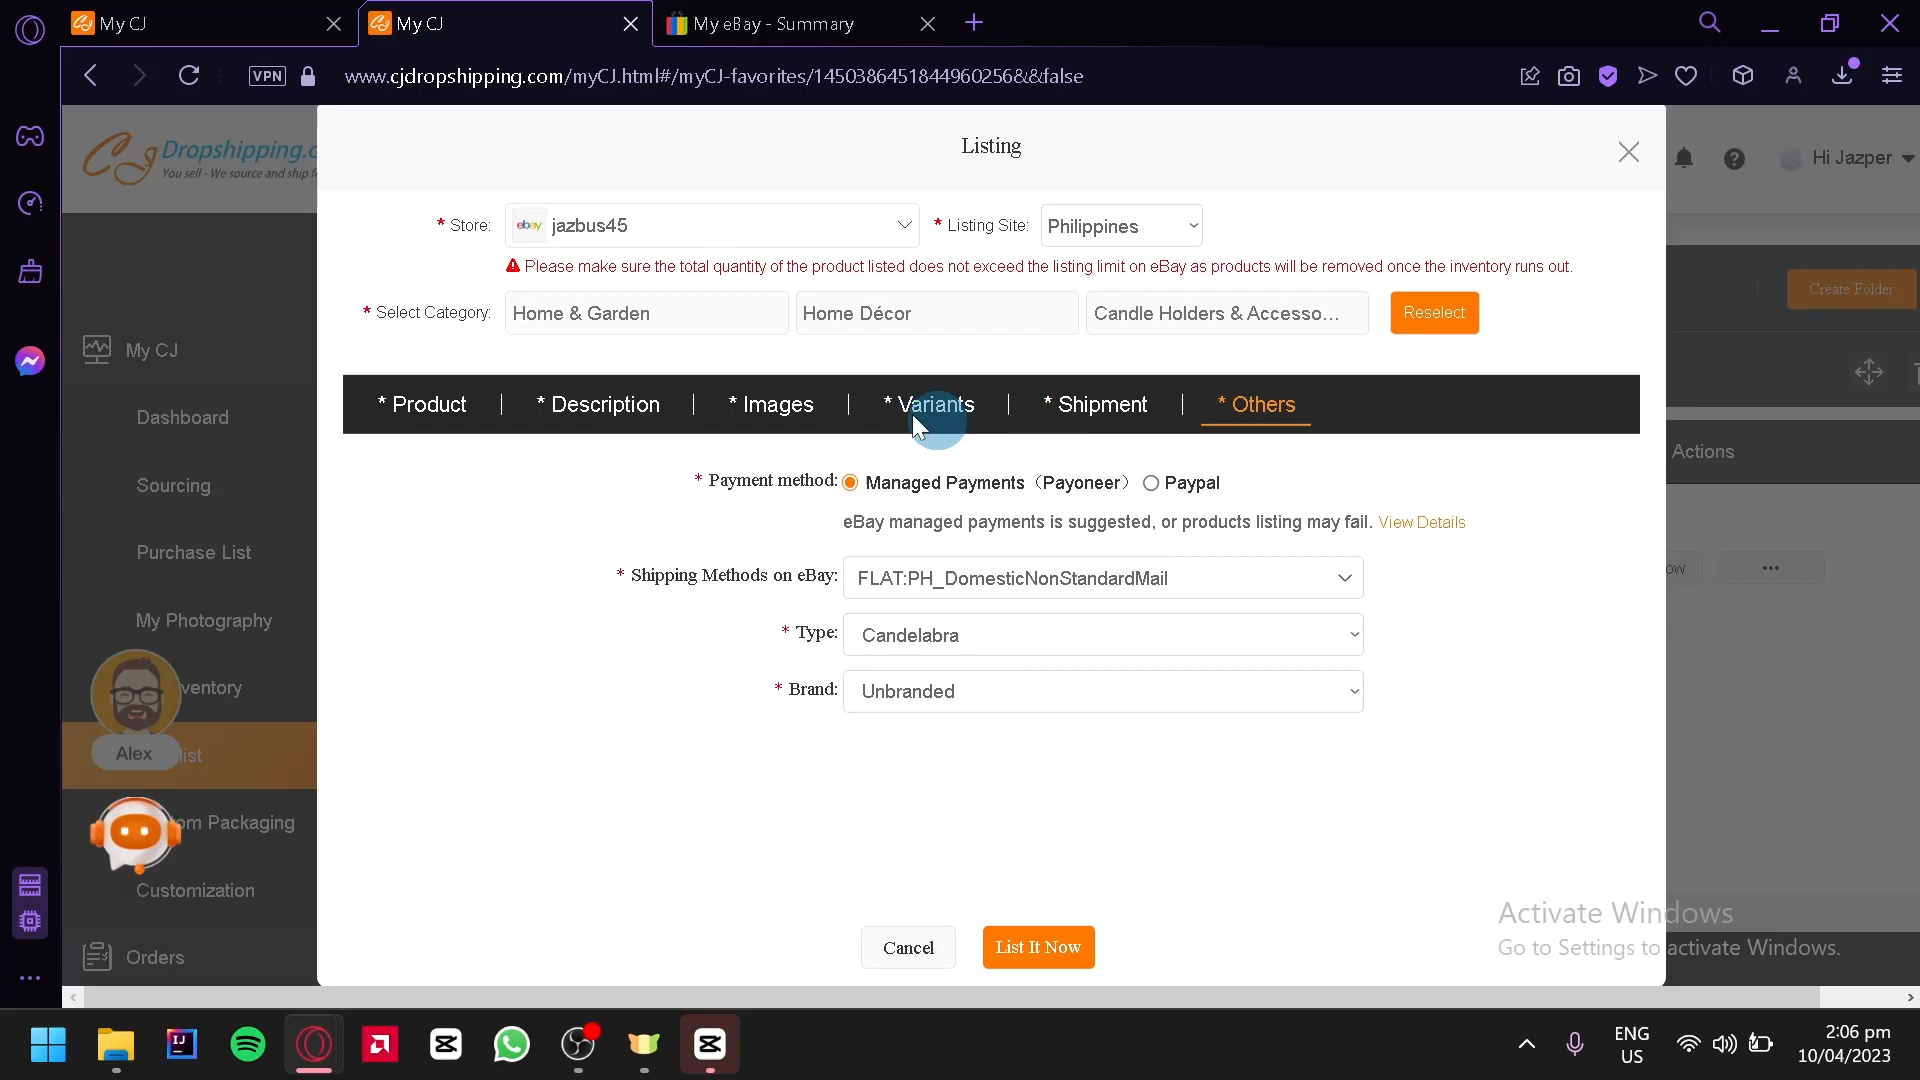 My CJ
My CJ
My eBay - Summary
VPN
www.cjdropshipping.com/myCJ.html#/myCJ-favorites/1450386451844960256&&false
Dropshipping.c
You sell - We source and ship f
Listing
Hi Jazper
* Store:
ebay
jazbus45
* Listing Site:
Philippines
Please make sure the total quantity of the product listed does not exceed the listing limit on eBay as products will be removed once the inventory runs out.
Create Folder
* Select Category:
Home & Garden
Home Décor
Candle Holders & Accesso...
Reselect
My CJ
Dashboard
* Product
* Description
* Images
* Variants
* Shipment
* Others
Actions
Sourcing
* Payment method:
Managed Payments（Payoneer）
Paypal
eBay managed payments is suggested, or products listing may fail. View Details
Purchase List
* Shipping Methods on eBay:
FLAT:PH_DomesticNonStandardMail
ow
...
My Photography
* Type:
Candelabra
ventory
* Brand:
Unbranded
Alex
list
om Packaging
Customization
Orders
Cancel
List It Now
Activate Windows
Go to Settings to activate Windows.
IJ
ENG
US
2:06 pm
10/04/2023